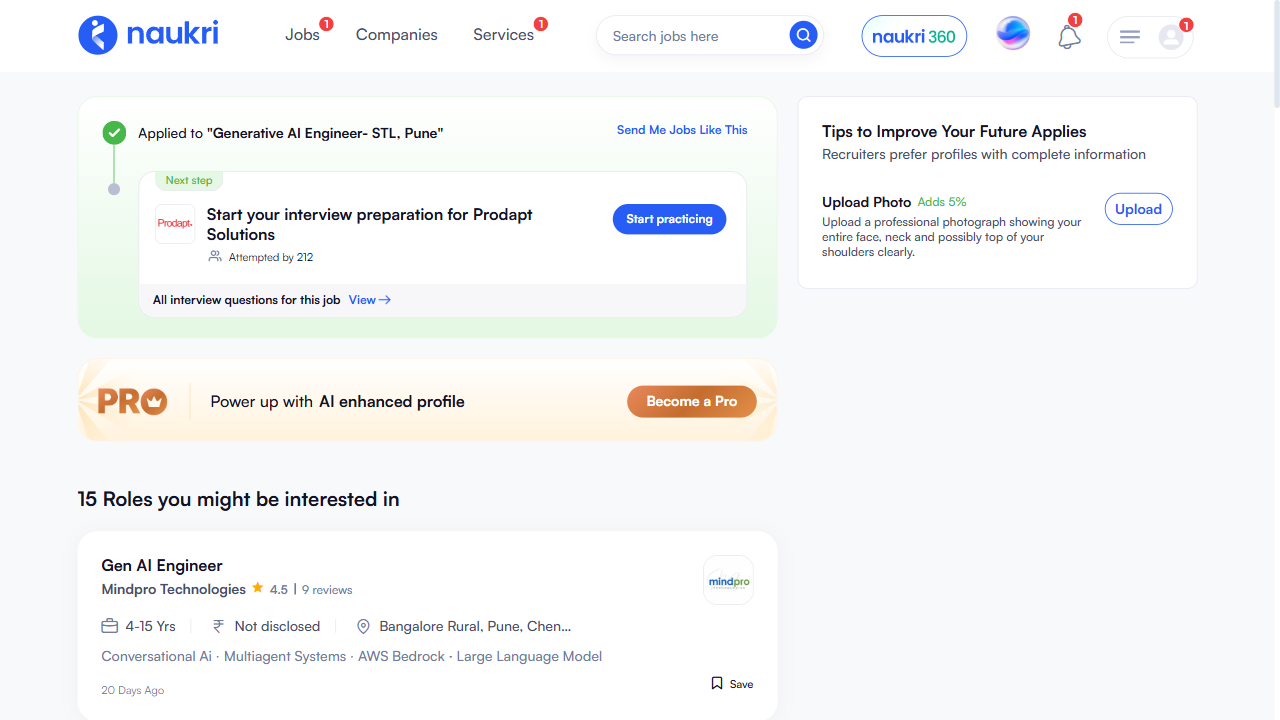 naukri
Jobs 1
Companies
Services 1
Search jobs here
naukri 360
1
1
Applied to "Generative AI Engineer- STL, Pune"
Send Me Jobs Like This
Next step
Prodapt
Start your interview preparation for Prodapt
Solutions
Start practicing
Attempted by 212
All interview questions for this job View
Tips to Improve Your Future Applies
Recruiters prefer profiles with complete information
Upload Photo Adds 5%
Upload a professional photograph showing your
entire face, neck and possibly top of your
shoulders clearly.
Upload
PRO
Power up with AI enhanced profile
Become a Pro
15 Roles you might be interested in
Gen AI Engineer
Mindpro Technologies 4.5 | 9 reviews
mindpro
4-15 Yrs
₹ Not disclosed
Bangalore Rural, Pune, Chen...
Conversational Ai · Multiagent Systems · AWS Bedrock · Large Language Model
20 Days Ago
Save